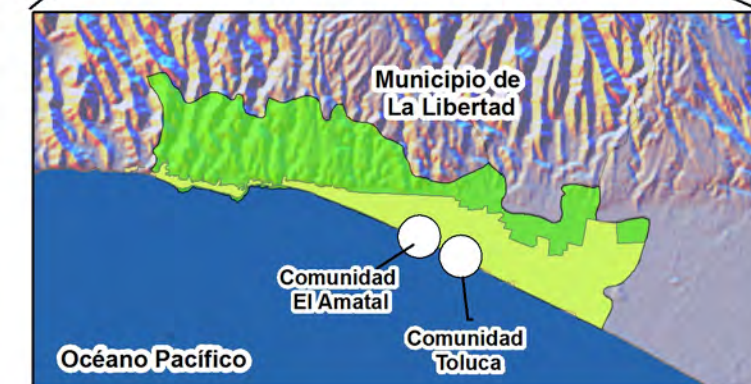 Municipio de
La Libertad
Comunidad
El Amatal
Comunidad
Toluca
Océano Pacífico